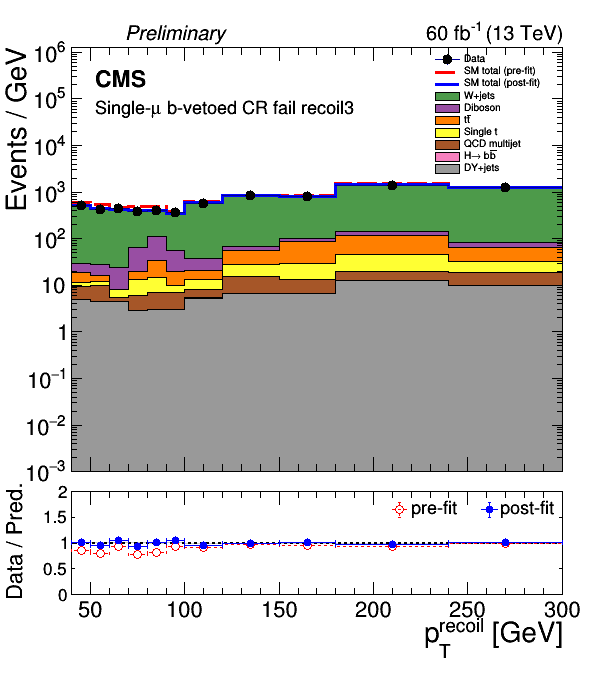 Preliminary 60 fb⁻¹ (13 TeV)
CMS
Single-μ b-vetoed CR fail recoil3
Data
SM total (pre-fit)
SM total (post-fit)
W+jets
Diboson
tt̅
Single t
QCD multijet
H→ bb̅
DY+jets
Events / GeV
10⁶
10⁵
10⁴
10³
10²
10
1
10⁻¹
10⁻²
10⁻³
pre-fit post-fit
Data / Pred.
2
1.5
1
0.5
0
50 100 150 200 250 300
p_T^recoil [GeV]